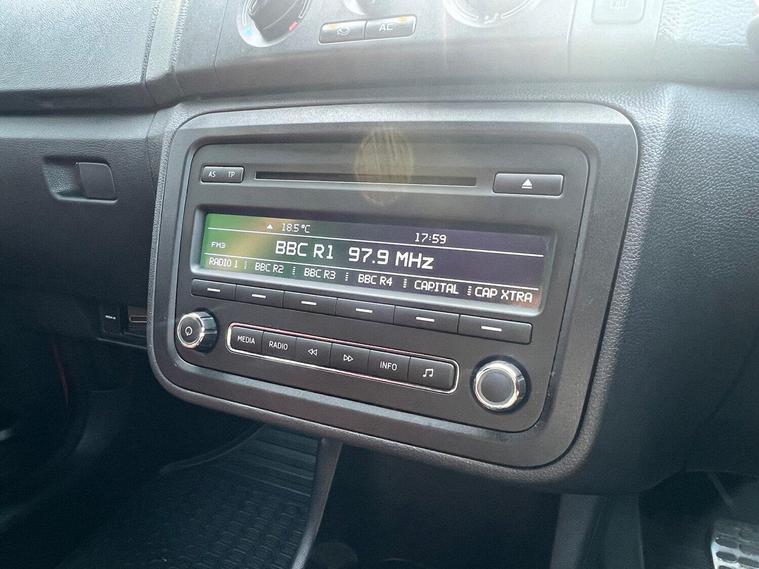 AC
AS TP
▲ 18.5°C 17:59
FM3 BBC R1 97.9 MHz
RADIO 1 BBC R2 BBC R3 BBC R4 CAPITAL CAP XTRA
MEDIA RADIO INFO